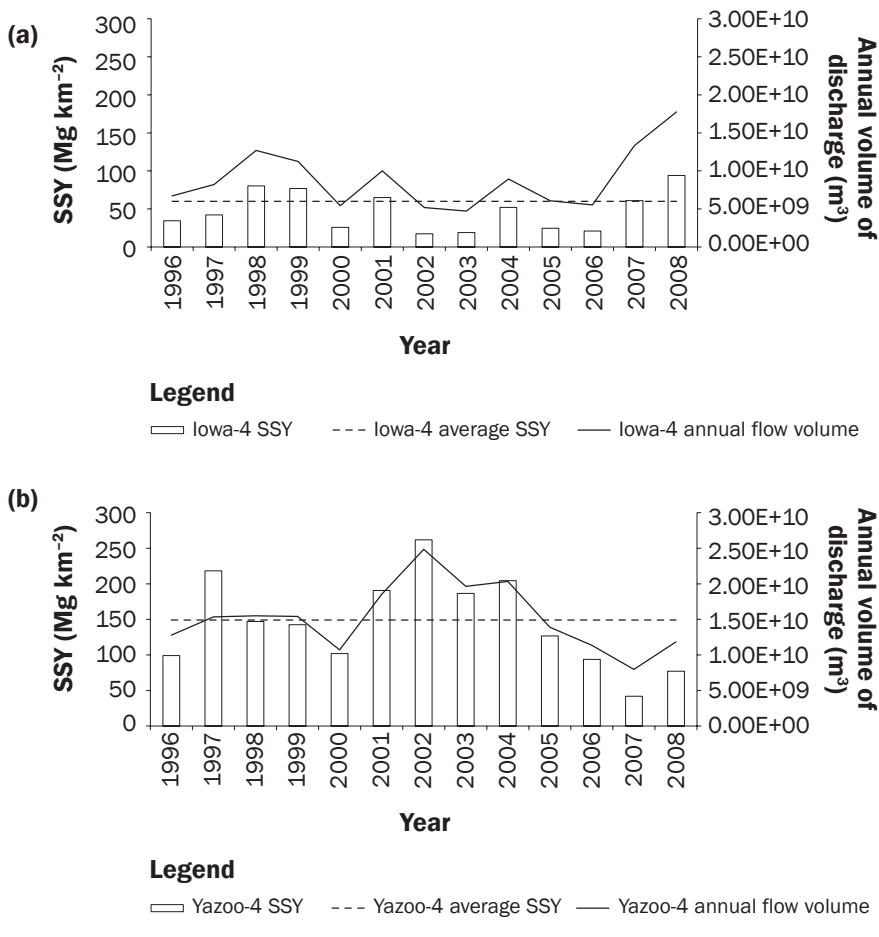 (a)
SSY (Mg km⁻²)
300
250
200
150
100
50
0
3.00E+10
2.50E+10
2.00E+10
1.50E+10
1.00E+10
5.00E+09
0.00E+00
Annual volume of
discharge (m³)
1996
1997
1998
1999
2000
2001
2002
2003
2004
2005
2006
2007
2008
Year
Legend
Iowa-4 SSY Iowa-4 average SSY Iowa-4 annual flow volume
(b)
SSY (Mg km⁻²)
300
250
200
150
100
50
0
3.00E+10
2.50E+10
2.00E+10
1.50E+10
1.00E+10
5.00E+09
0.00E+00
Annual volume of
discharge (m³)
1996
1997
1998
1999
2000
2001
2002
2003
2004
2005
2006
2007
2008
Year
Legend
Yazoo-4 SSY Yazoo-4 average SSY Yazoo-4 annual flow volume